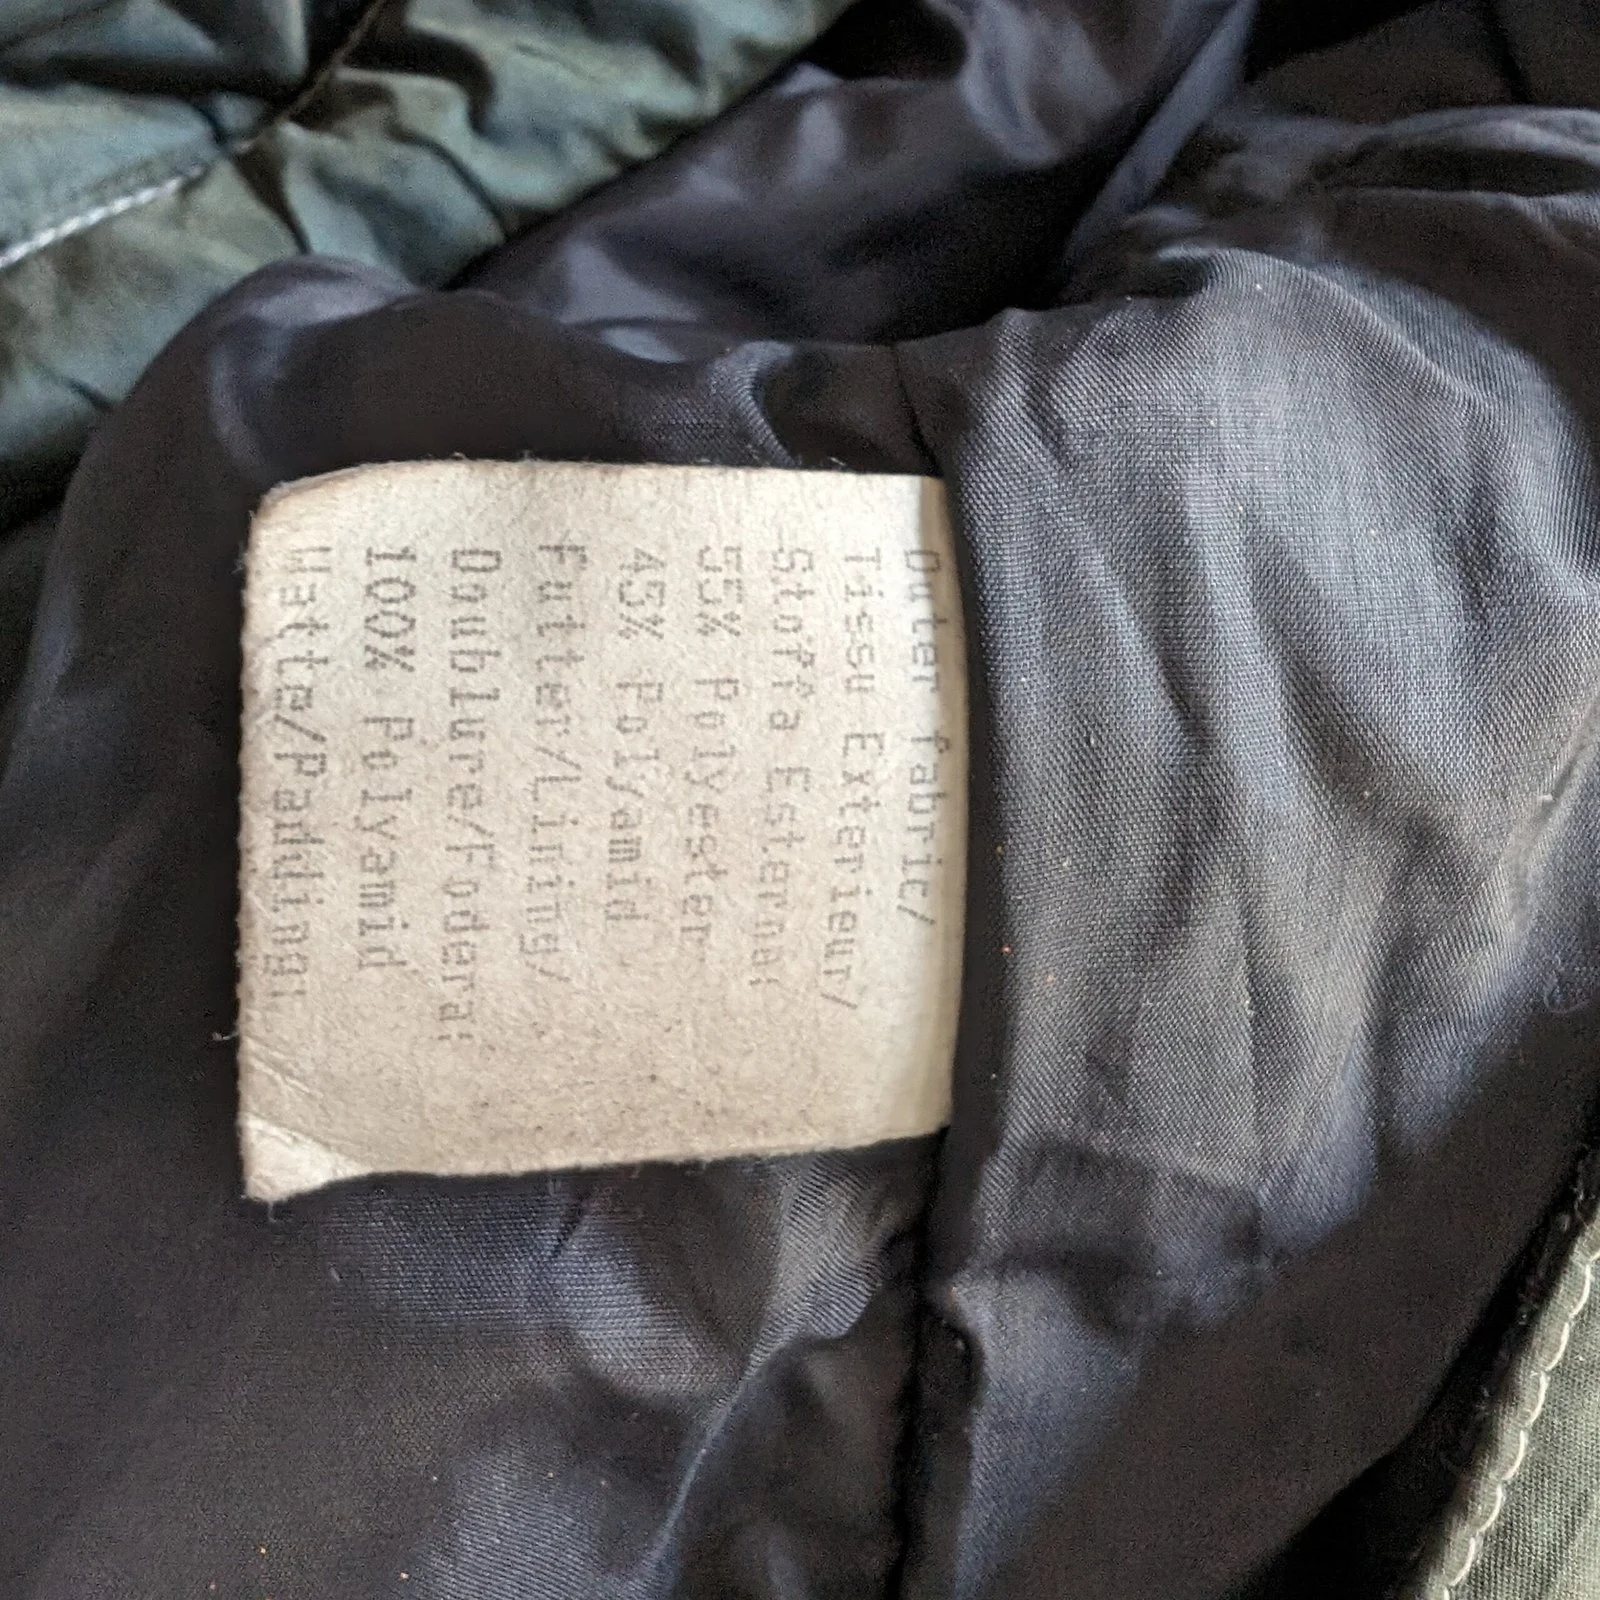 Outer fabric/
Tissu Exterieur/
Stoffa Esterna:
55% Polyester
45% Polyamid
Futter/Lining/
Doublure/Fodera:
100% Polyamid
Watte/Padding/